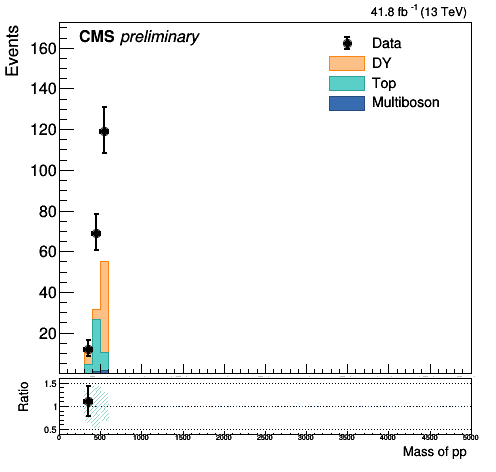 41.8 fb⁻¹ (13 TeV)
CMS preliminary
Events
160
140
120
100
80
60
40
20
Data
DY
Top
Multiboson
Ratio
1.5
1
0.5
0 500 1000 1500 2000 2500 3000 3500 4000 4500 5000
Mass of pp